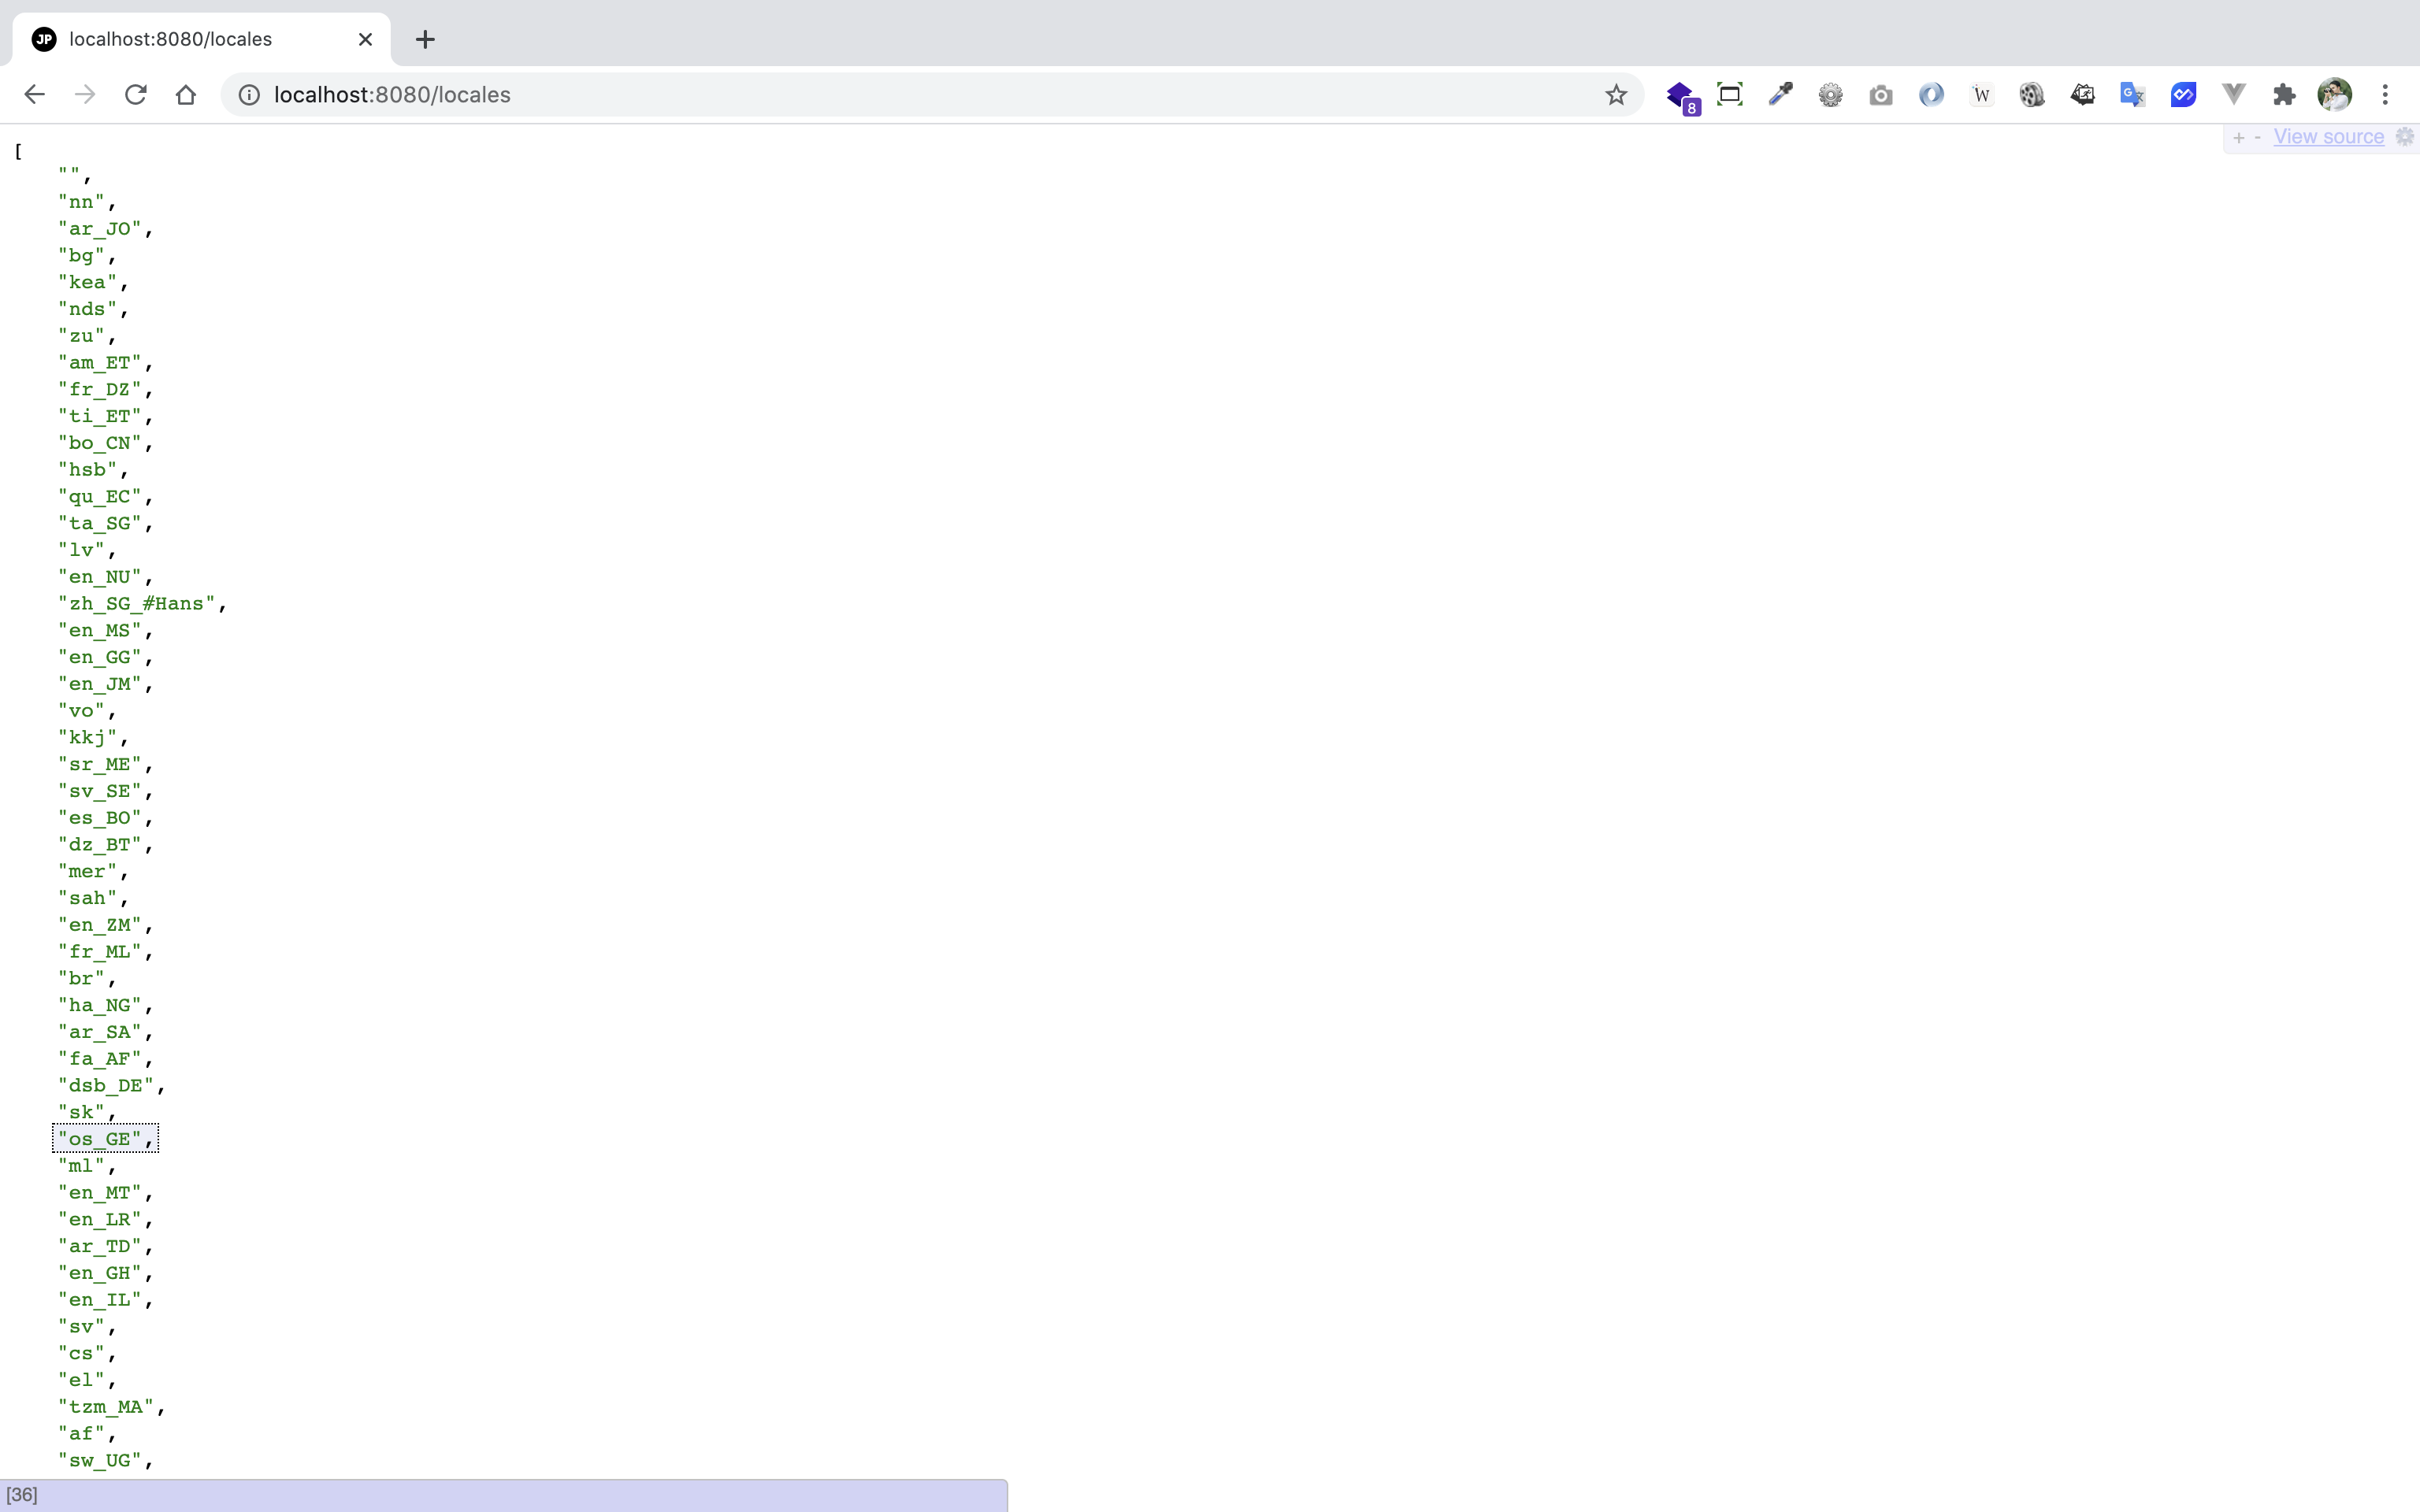 JP localhost:8080/locales
localhost:8080/locales
8
W
G
+ - View source
[
"",
"nn",
"ar_JO",
"bg",
"kea",
"nds",
"zu",
"am_ET",
"fr_DZ",
"ti_ET",
"bo_CN",
"hsb",
"qu_EC",
"ta_SG",
"lv",
"en_NU",
"zh_SG_#Hans",
"en_MS",
"en_GG",
"en_JM",
"vo",
"kkj",
"sr_ME",
"sv_SE",
"es_BO",
"dz_BT",
"mer",
"sah",
"en_ZM",
"fr_ML",
"br",
"ha_NG",
"ar_SA",
"fa_AF",
"dsb_DE",
"sk",
"os_GE",
"ml",
"en_MT",
"en_LR",
"ar_TD",
"en_GH",
"en_IL",
"sv",
"cs",
"el",
"tzm_MA",
"af",
"sw_UG",
[36]